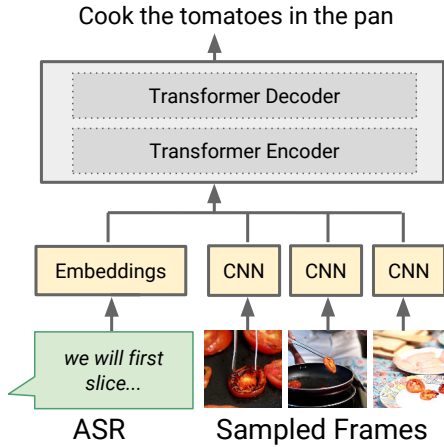 Cook the tomatoes in the pan
Transformer Decoder
Transformer Encoder
Embeddings
CNN
CNN
CNN
we will first
slice...
ASR
Sampled Frames